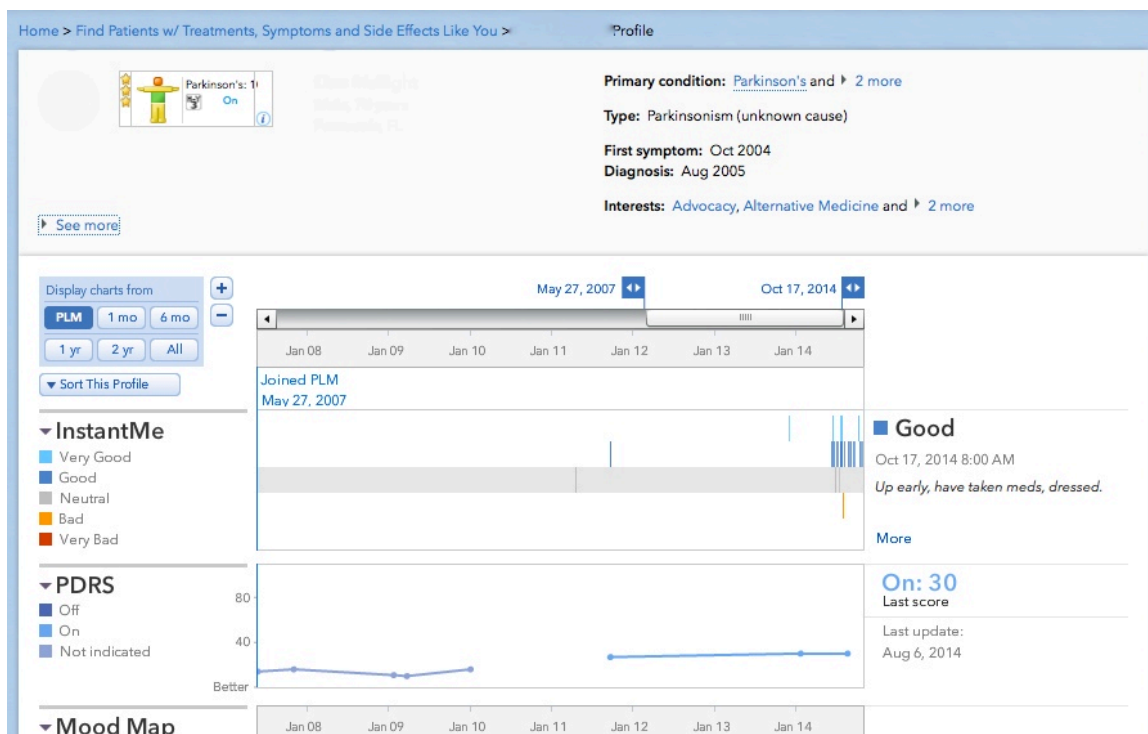 Home > Find Patients w/ Treatments, Symptoms and Side Effects Like You > Profile
Parkinson's: 1
On
Primary condition: Parkinson's and 2 more
Type: Parkinsonism (unknown cause)
First symptom: Oct 2004
Diagnosis: Aug 2005
Interests: Advocacy, Alternative Medicine and 2 more
See more
Display charts from
PLM 1 mo 6 mo
1 yr 2 yr All
+
−
Sort This Profile
May 27, 2007 Oct 17, 2014
Jan 08 Jan 09 Jan 10 Jan 11 Jan 12 Jan 13 Jan 14
Joined PLM
May 27, 2007
InstantMe
Very Good
Good
Neutral
Bad
Very Bad
Good
Oct 17, 2014 8:00 AM
Up early, have taken meds, dressed.
More
PDRS
Off
On
Not indicated
80
40
Better
On: 30
Last score
Last update:
Aug 6, 2014
Mood Map
Jan 08 Jan 09 Jan 10 Jan 11 Jan 12 Jan 13 Jan 14